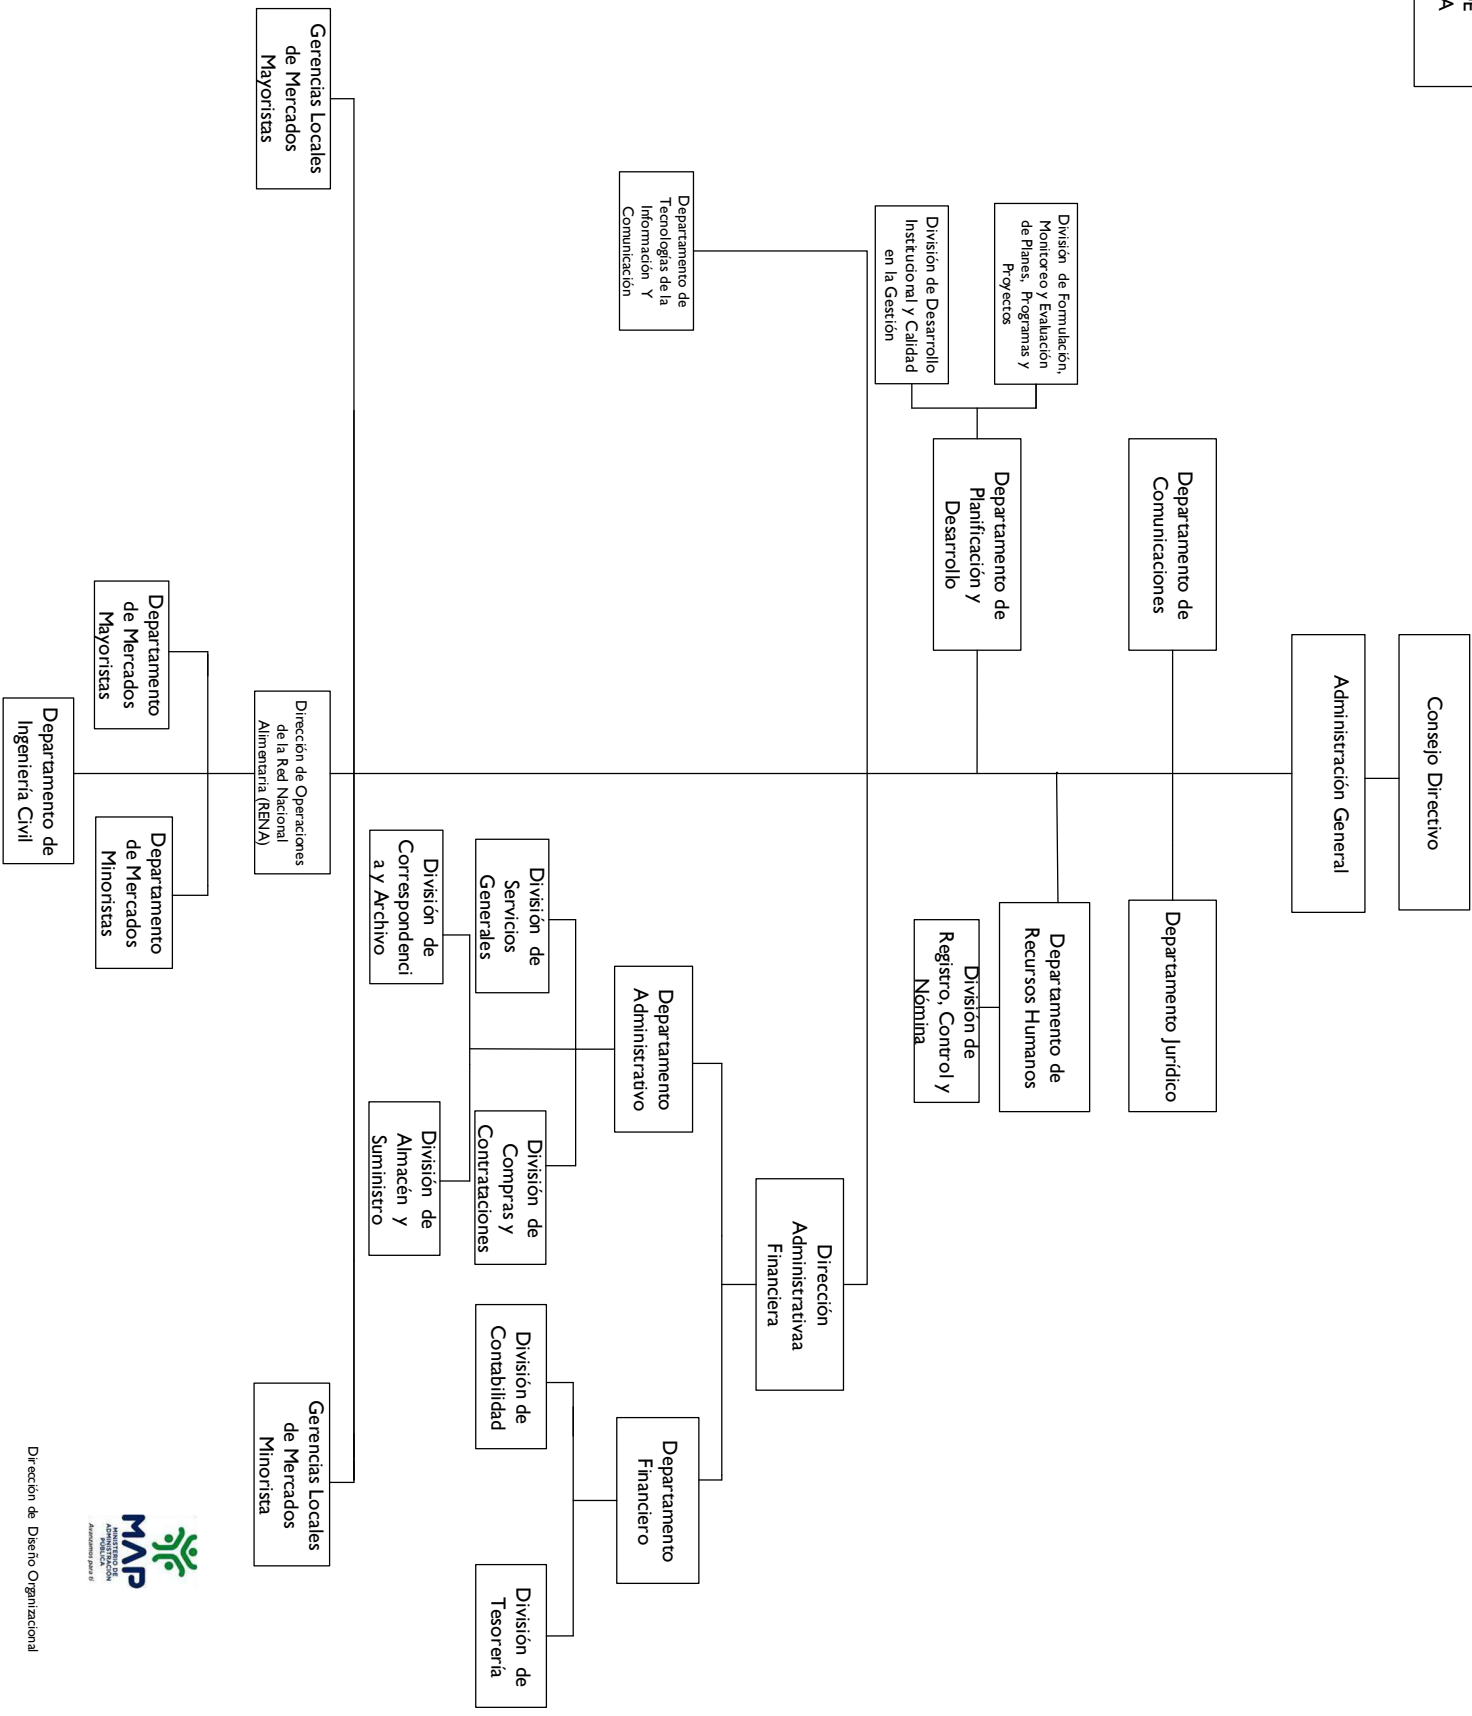 Consejo Directivo
Administración General
Departamento de
Comunicaciones
Departamento Jurídico
División de Formulación,
Monitoreo y Evaluación
de Planes, Programas y
Proyectos
División de Desarrollo
Institucional y Calidad
en la Gestión
Departamento de
Planificación y
Desarrollo
Departamento de
Recursos Humanos
División de
Registro, Control y
Nómina
Departamento de
Tecnologías de la
Información Y
Comunicación
Dirección
Administrativaa
Financiera
Departamento
Administrativo
Departamento
Financiero
División de
Servicios
Generales
División de
Compras y
Contrataciones
División de
Contabilidad
División de
Tesorería
División de
Correspondenci
a y Archivo
División de
Almacén y
Suministro
Gerencias Locales
de Mercados
Mayoristas
Dirección de Operaciones
de la Red Nacional
Alimentaria (RENA)
Gerencias Locales
de Mercados
Minorista
Departamento
de Mercados
Mayoristas
Departamento
de Mercados
Minoristas
Departamento de
Ingeniería Civil
MAP
MINISTERIO DE
ADMINISTRACIÓN
PÚBLICA
Avanzamos para ti
Dirección de Diseño Organizacional